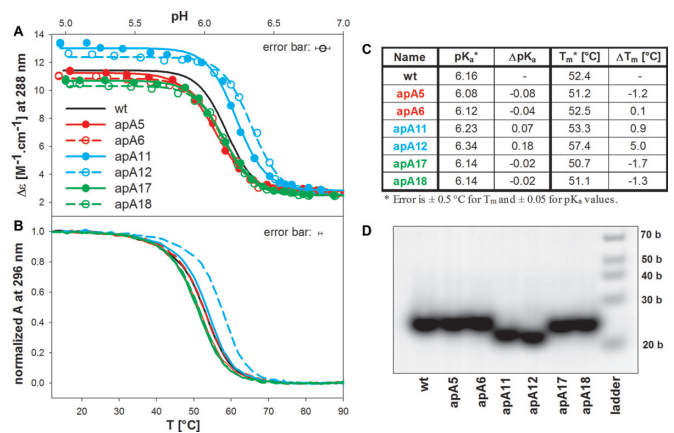 pH
5.0 5.5 6.0 6.5 7.0
A
error bar:
14
12
10
8
6
4
2
Δε [M⁻¹.cm⁻¹] at 288 nm
wt
apA5
apA6
apA11
apA12
apA17
apA18
B
error bar:
1.0
0.8
0.6
0.4
0.2
0.0
normalized A at 296 nm
20 30 40 50 60 70 80 90
T [°C]
C
Name pKa* ΔpKa Tm* [°C] ΔTm [°C]
wt 6.16 - 52.4 -
apA5 6.08 -0.08 51.2 -1.2
apA6 6.12 -0.04 52.5 0.1
apA11 6.23 0.07 53.3 0.9
apA12 6.34 0.18 57.4 5.0
apA17 6.14 -0.02 50.7 -1.7
apA18 6.14 -0.02 51.1 -1.3
* Error is ± 0.5 °C for Tm and ± 0.05 for pKa values.
D
70 b
50 b
40 b
30 b
20 b
wt apA5 apA6 apA11 apA12 apA17 apA18 ladder